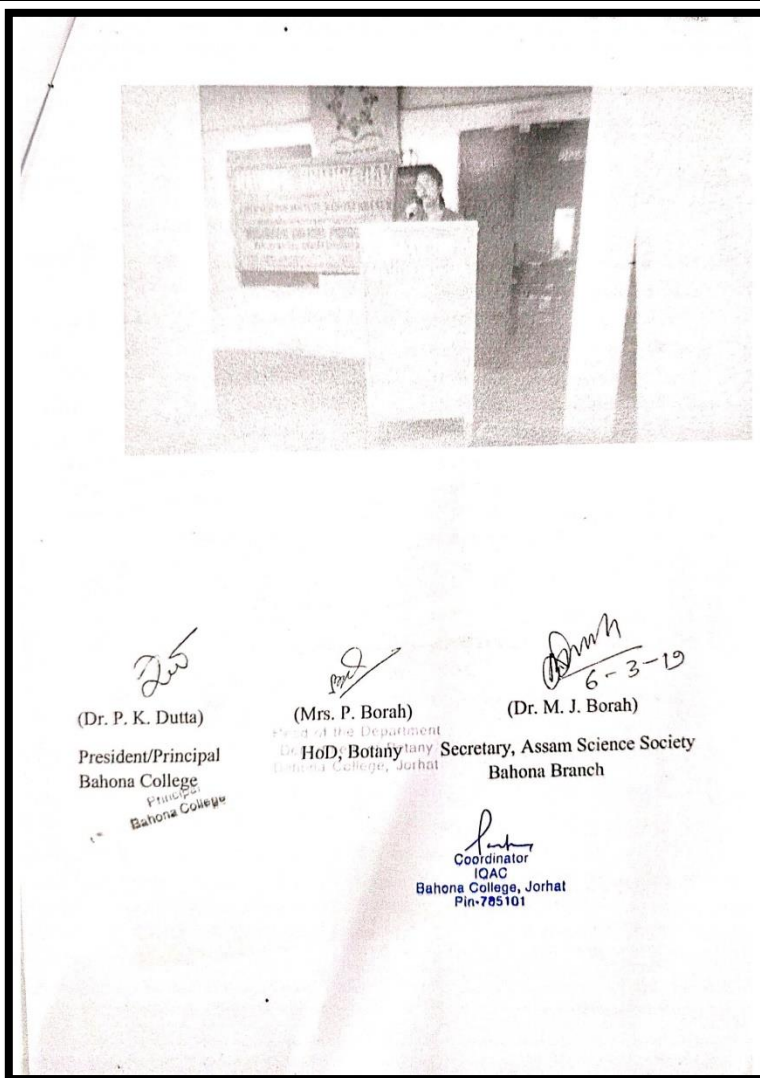 6-3-19
(Dr. P. K. Dutta)
(Mrs. P. Borah)
(Dr. M. J. Borah)
President/Principal
Bahona College
Principal
Bahona College
Head of the Department
HoD, Botany
Botany
College, Jorhat
Secretary, Assam Science Society
Bahona Branch
Coordinator
IQAC
Bahona College, Jorhat
Pin-785101